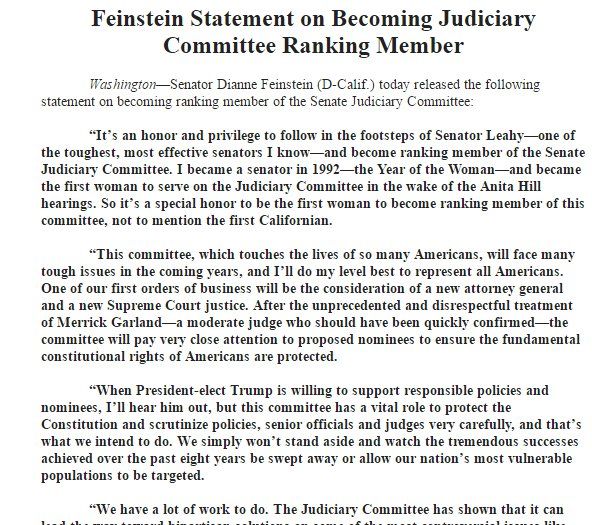 Feinstein Statement on Becoming Judiciary
Committee Ranking Member
Washington—Senator Dianne Feinstein (D-Calif.) today released the following
statement on becoming ranking member of the Senate Judiciary Committee:
“It’s an honor and privilege to follow in the footsteps of Senator Leahy—one of
the toughest, most effective senators I know—and become ranking member of the Senate
Judiciary Committee. I became a senator in 1992—the Year of the Woman—and became
the first woman to serve on the Judiciary Committee in the wake of the Anita Hill
hearings. So it’s a special honor to be the first woman to become ranking member of this
committee, not to mention the first Californian.
“This committee, which touches the lives of so many Americans, will face many
tough issues in the coming years, and I’ll do my level best to represent all Americans.
One of our first orders of business will be the consideration of a new attorney general
and a new Supreme Court justice. After the unprecedented and disrespectful treatment
of Merrick Garland—a moderate judge who should have been quickly confirmed—the
committee will pay very close attention to proposed nominees to ensure the fundamental
constitutional rights of Americans are protected.
“When President-elect Trump is willing to support responsible policies and
nominees, I’ll hear him out, but this committee has a vital role to protect the
Constitution and scrutinize policies, senior officials and judges very carefully, and that’s
what we intend to do. We simply won’t stand aside and watch the tremendous successes
achieved over the past eight years be swept away or allow our nation’s most vulnerable
populations to be targeted.
“We have a lot of work to do. The Judiciary Committee has shown that it can
lead the way toward bipartisan solutions on some of the most controversial issues like